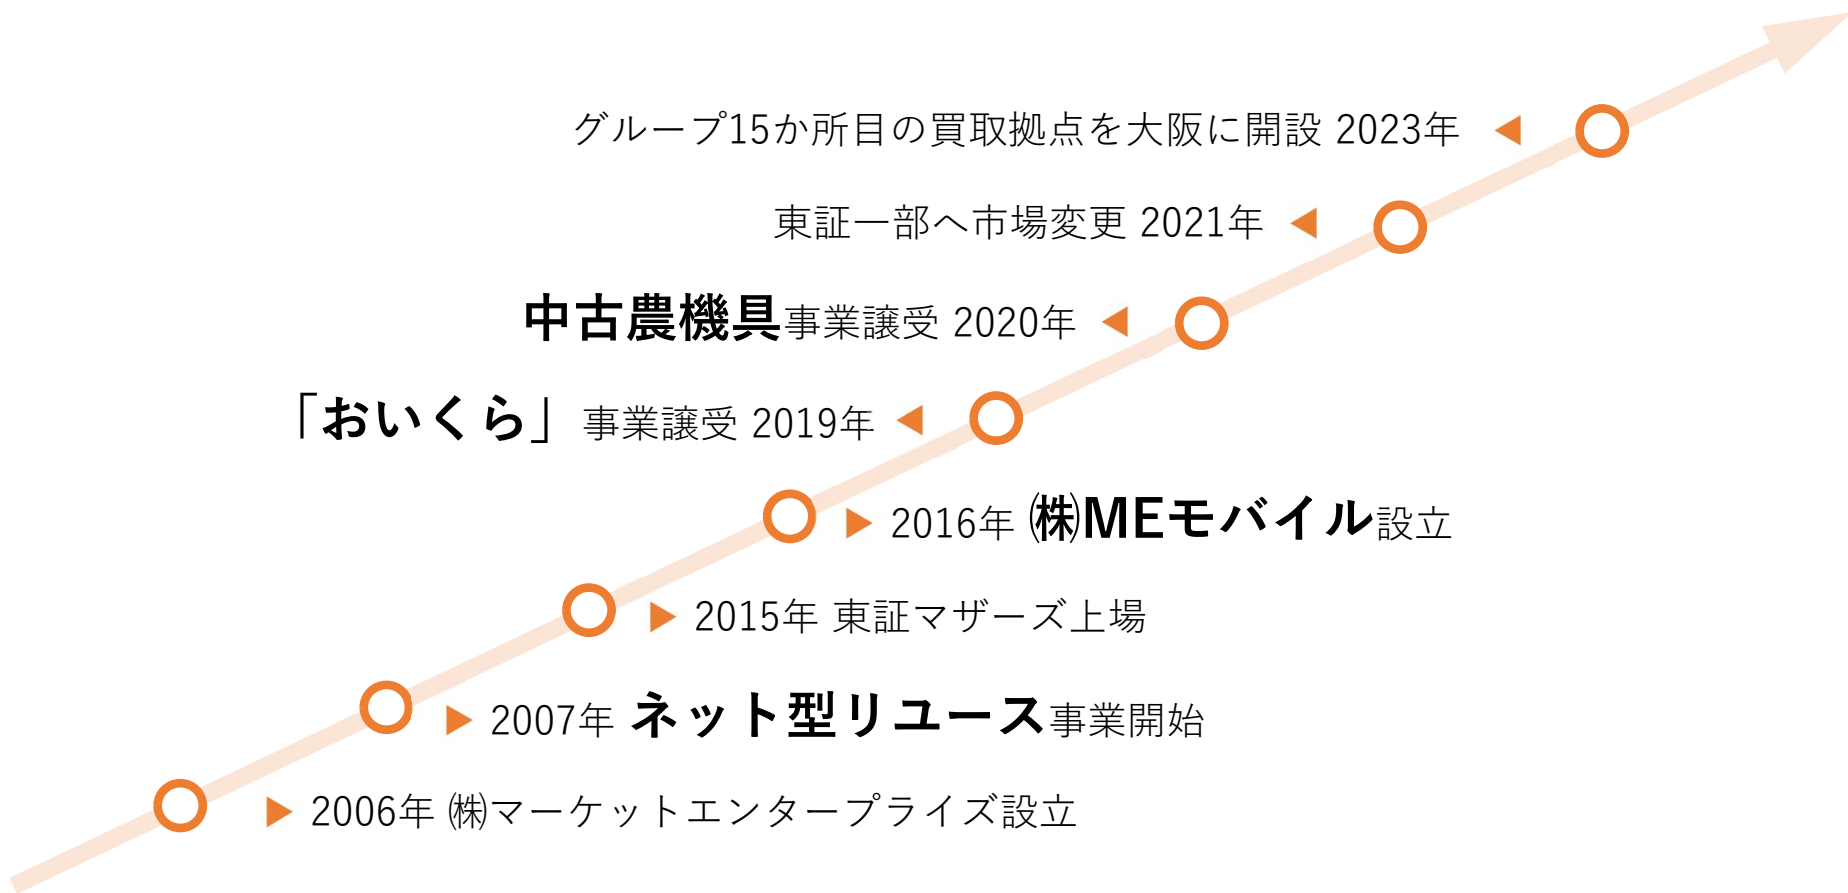 グループ15か所目の買取拠点を大阪に開設 2023年
東証一部へ市場変更 2021年
中古農機具事業譲受 2020年
「おいくら」事業譲受 2019年
2016年 ㈱MEモバイル設立
2015年 東証マザーズ上場
2007年 ネット型リユース事業開始
2006年 ㈱マーケットエンタープライズ設立